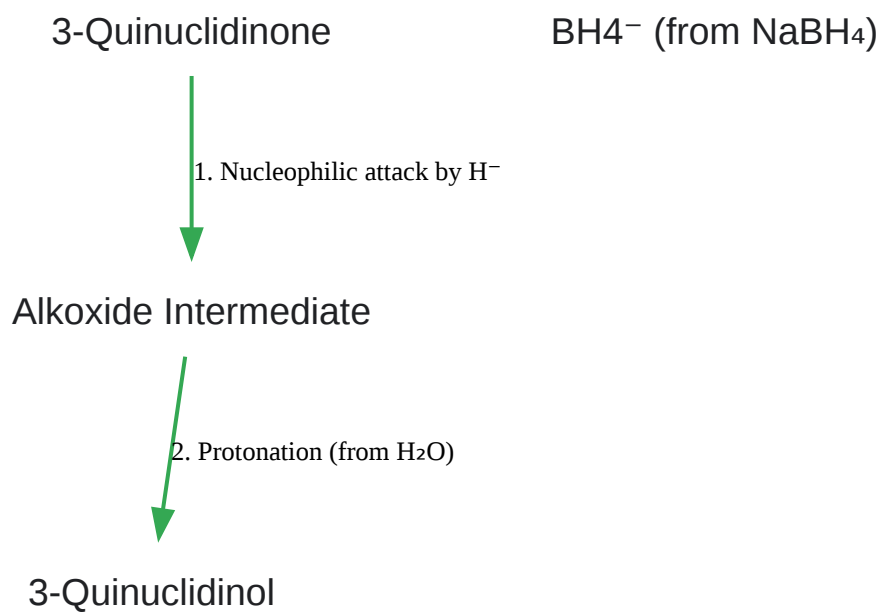 3-Quinuclidinone
BH4⁻ (from NaBH₄)
1. Nucleophilic attack by H⁻
Alkoxide Intermediate
2. Protonation (from H₂O)
3-Quinuclidinol